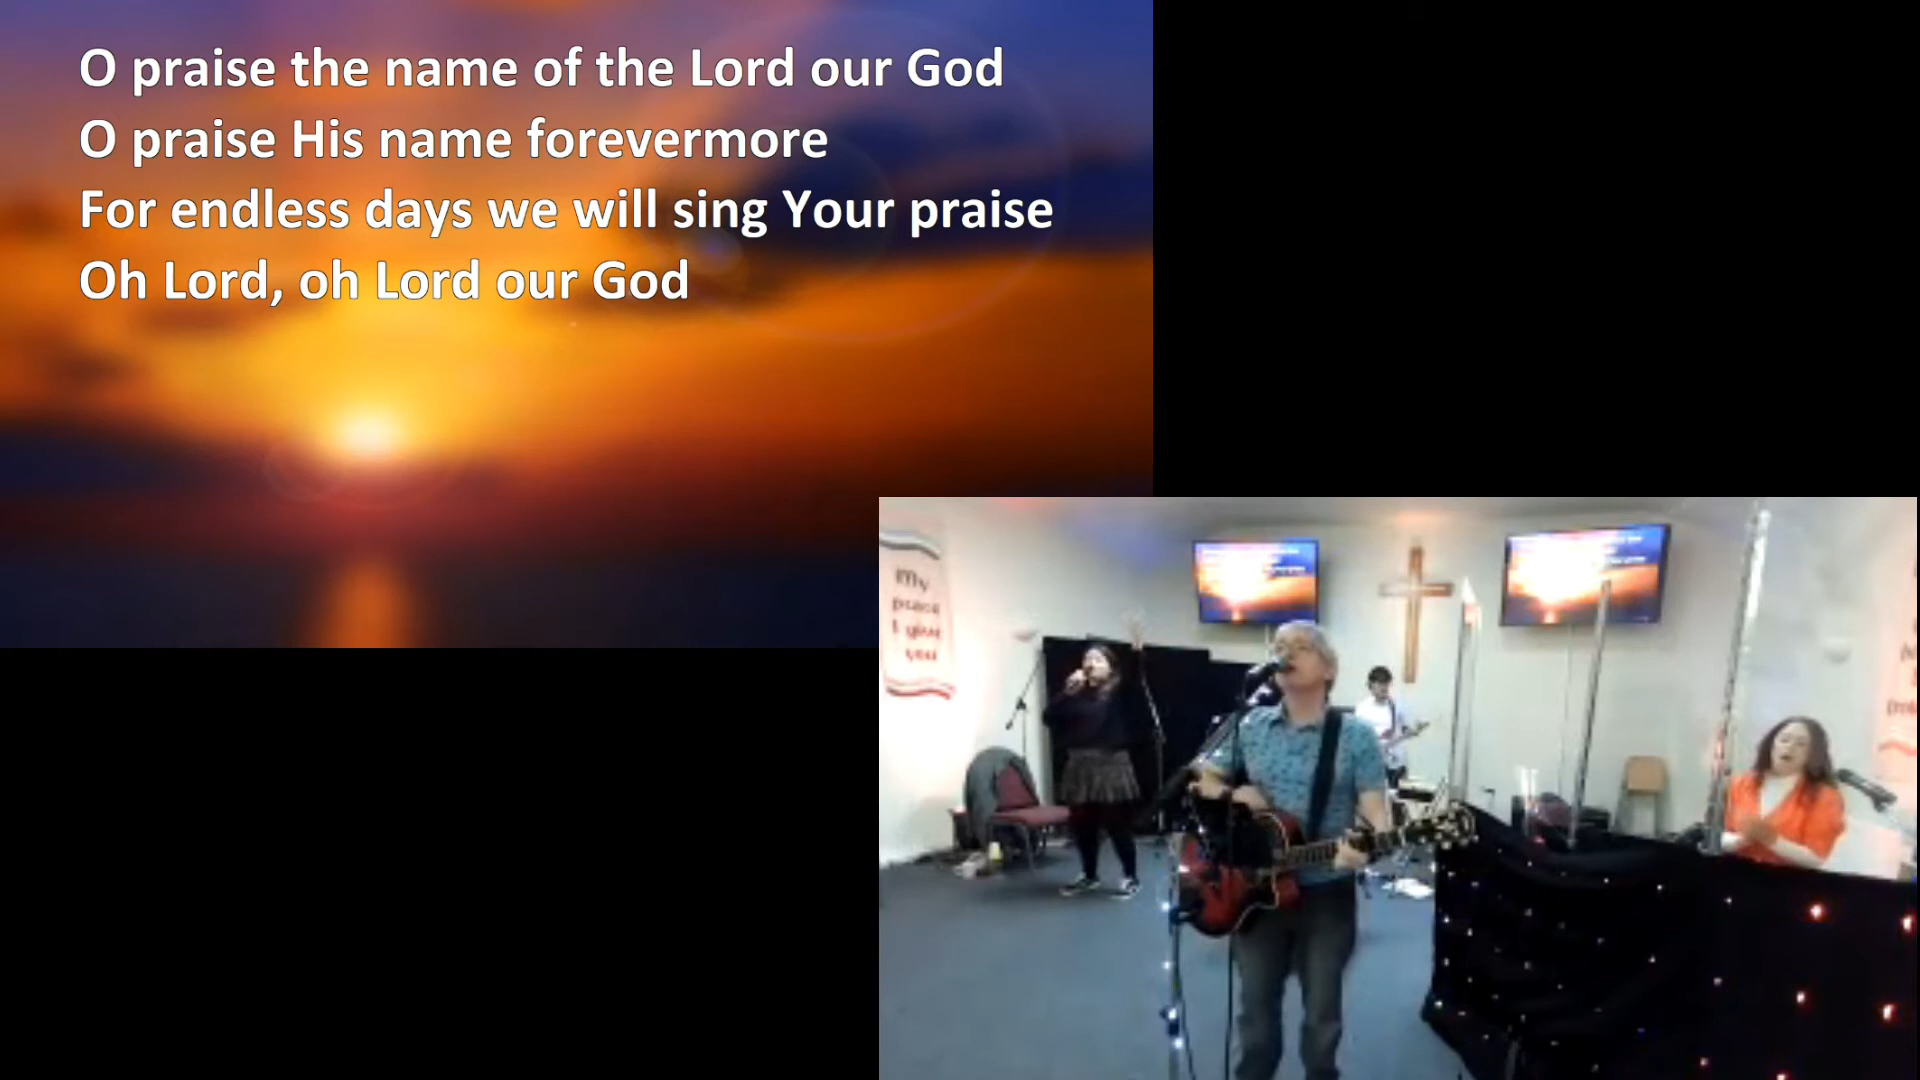 O praise the name of the Lord our God
O praise His name forevermore
For endless days we will sing Your praise
Oh Lord, oh Lord our God
My
peace
I give
you